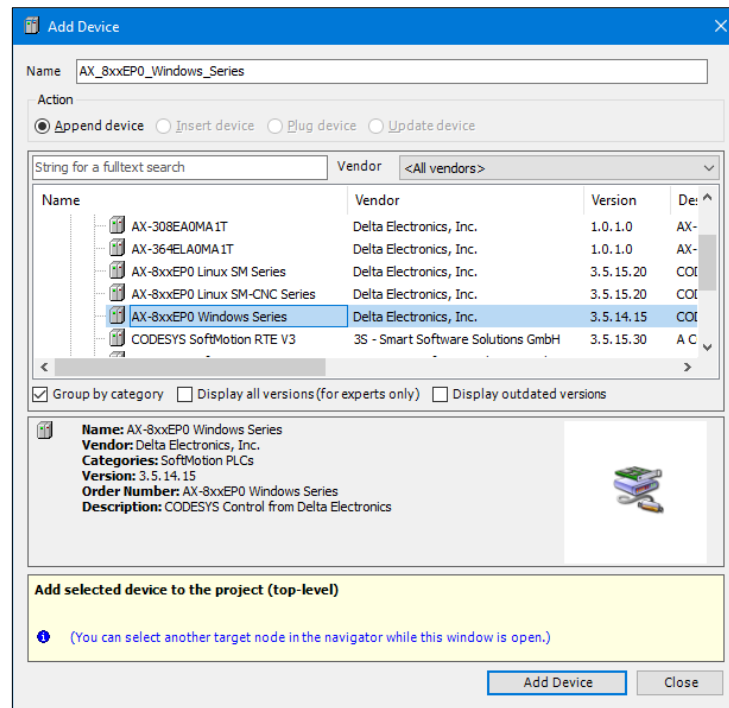 Add Device
Name AX_8xxEP0_Windows_Series
Action
Append device Insert device Plug device Update device
String for a fulltext search Vendor <All vendors>
Name Vendor Version
AX-308EA0MA1T Delta Electronics, Inc. 1.0.1.0 AX-
AX-364ELA0MA1T Delta Electronics, Inc. 1.0.1.0 AX-
AX-8xxEP0 Linux SM Series Delta Electronics, Inc. 3.5.15.20
AX-8xxEP0 Linux SM-CNC Series Delta Electronics, Inc. 3.5.15.20
AX-8xxEP0 Windows Series Delta Electronics, Inc. 3.5.14.15
CODESYS SoftMotion RTE V3 3S - Smart Software Solutions GmbH 3.5.15.30 A C
Group by category Display all versions (for experts only) Display outdated versions
Name: AX-8xxEP0 Windows Series
Vendor: Delta Electronics, Inc.
Categories: SoftMotion PLCs
Version: 3.5.14.15
Order Number: AX-8xxEP0 Windows Series
Description: CODESYS Control from Delta Electronics
Add selected device to the project (top-level)
(You can select another target node in the navigator while this window is open.)
Add Device Close